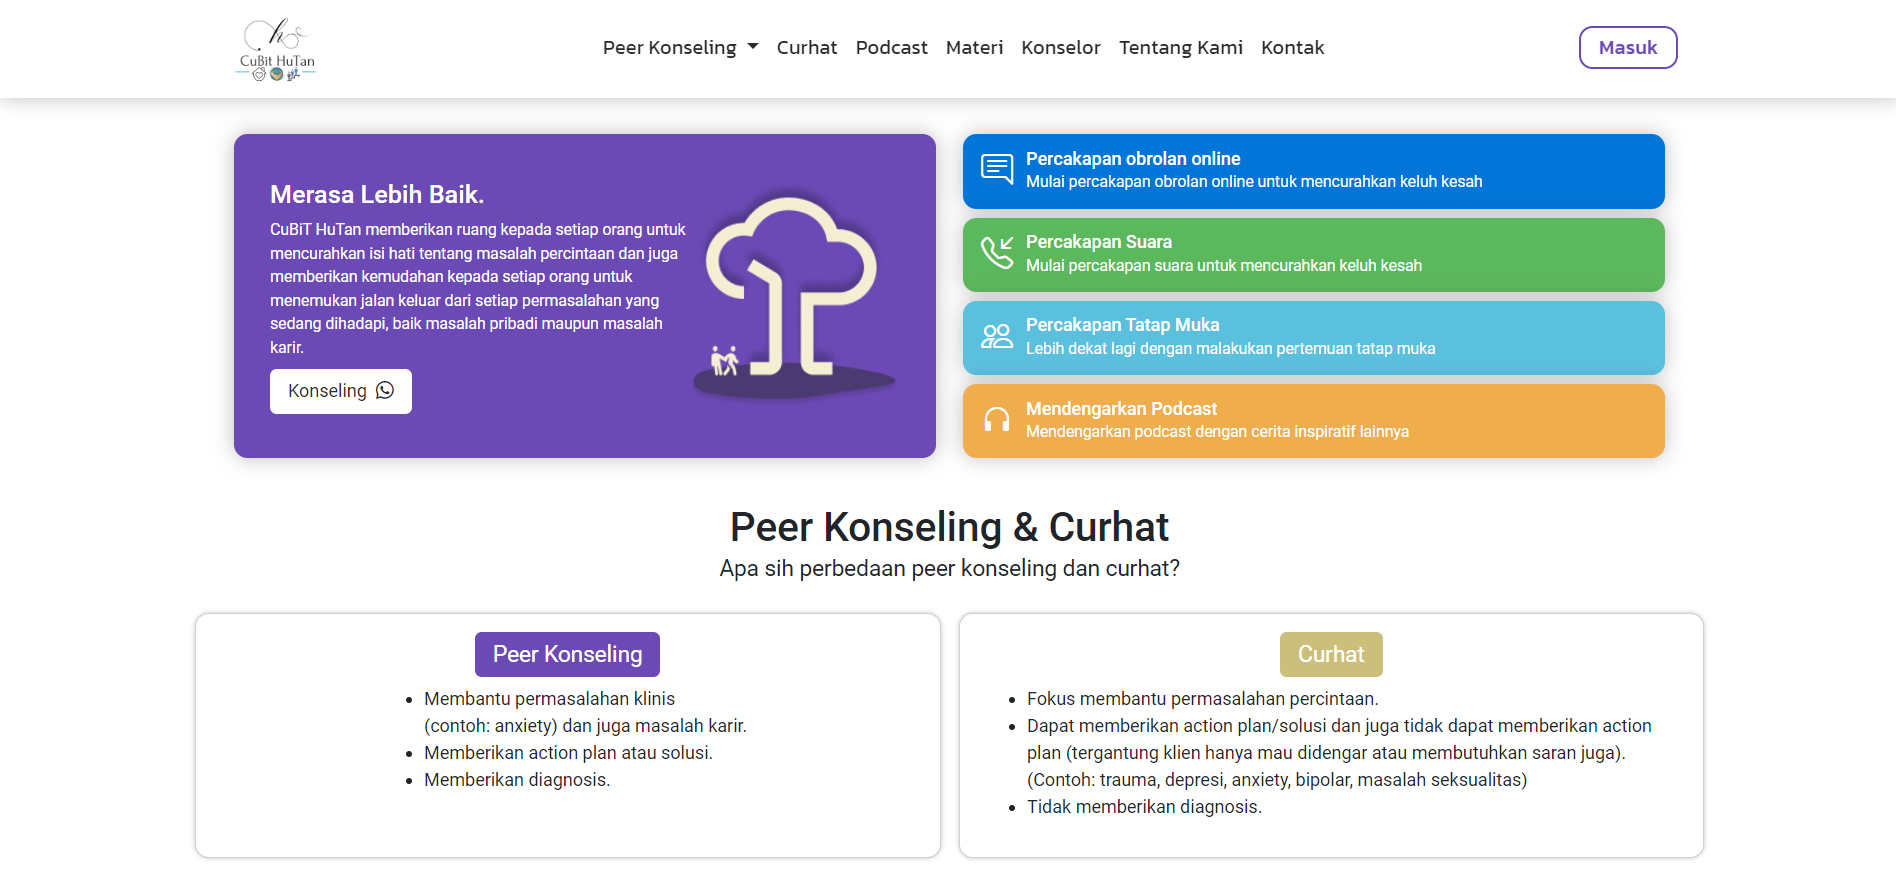 CuBit HuTan
Peer Konseling
Curhat
Podcast
Materi
Konselor
Tentang Kami
Kontak
Masuk
Merasa Lebih Baik.
CuBiT HuTan memberikan ruang kepada setiap orang untuk
mencurahkan isi hati tentang masalah percintaan dan juga
memberikan kemudahan kepada setiap orang untuk
menemukan jalan keluar dari setiap permasalahan yang
sedang dihadapi, baik masalah pribadi maupun masalah
karir.
Konseling
Percakapan obrolan online
Mulai percakapan obrolan online untuk mencurahkan keluh kesah
Percakapan Suara
Mulai percakapan suara untuk mencurahkan keluh kesah
Percakapan Tatap Muka
Lebih dekat lagi dengan malakukan pertemuan tatap muka
Mendengarkan Podcast
Mendengarkan podcast dengan cerita inspiratif lainnya
Peer Konseling & Curhat
Apa sih perbedaan peer konseling dan curhat?
Peer Konseling
• Membantu permasalahan klinis
(contoh: anxiety) dan juga masalah karir.
• Memberikan action plan atau solusi.
• Memberikan diagnosis.
Curhat
• Fokus membantu permasalahan percintaan.
• Dapat memberikan action plan/solusi dan juga tidak dapat memberikan action
plan (tergantung klien hanya mau didengar atau membutuhkan saran juga).
(Contoh: trauma, depresi, anxiety, bipolar, masalah seksualitas)
• Tidak memberikan diagnosis.